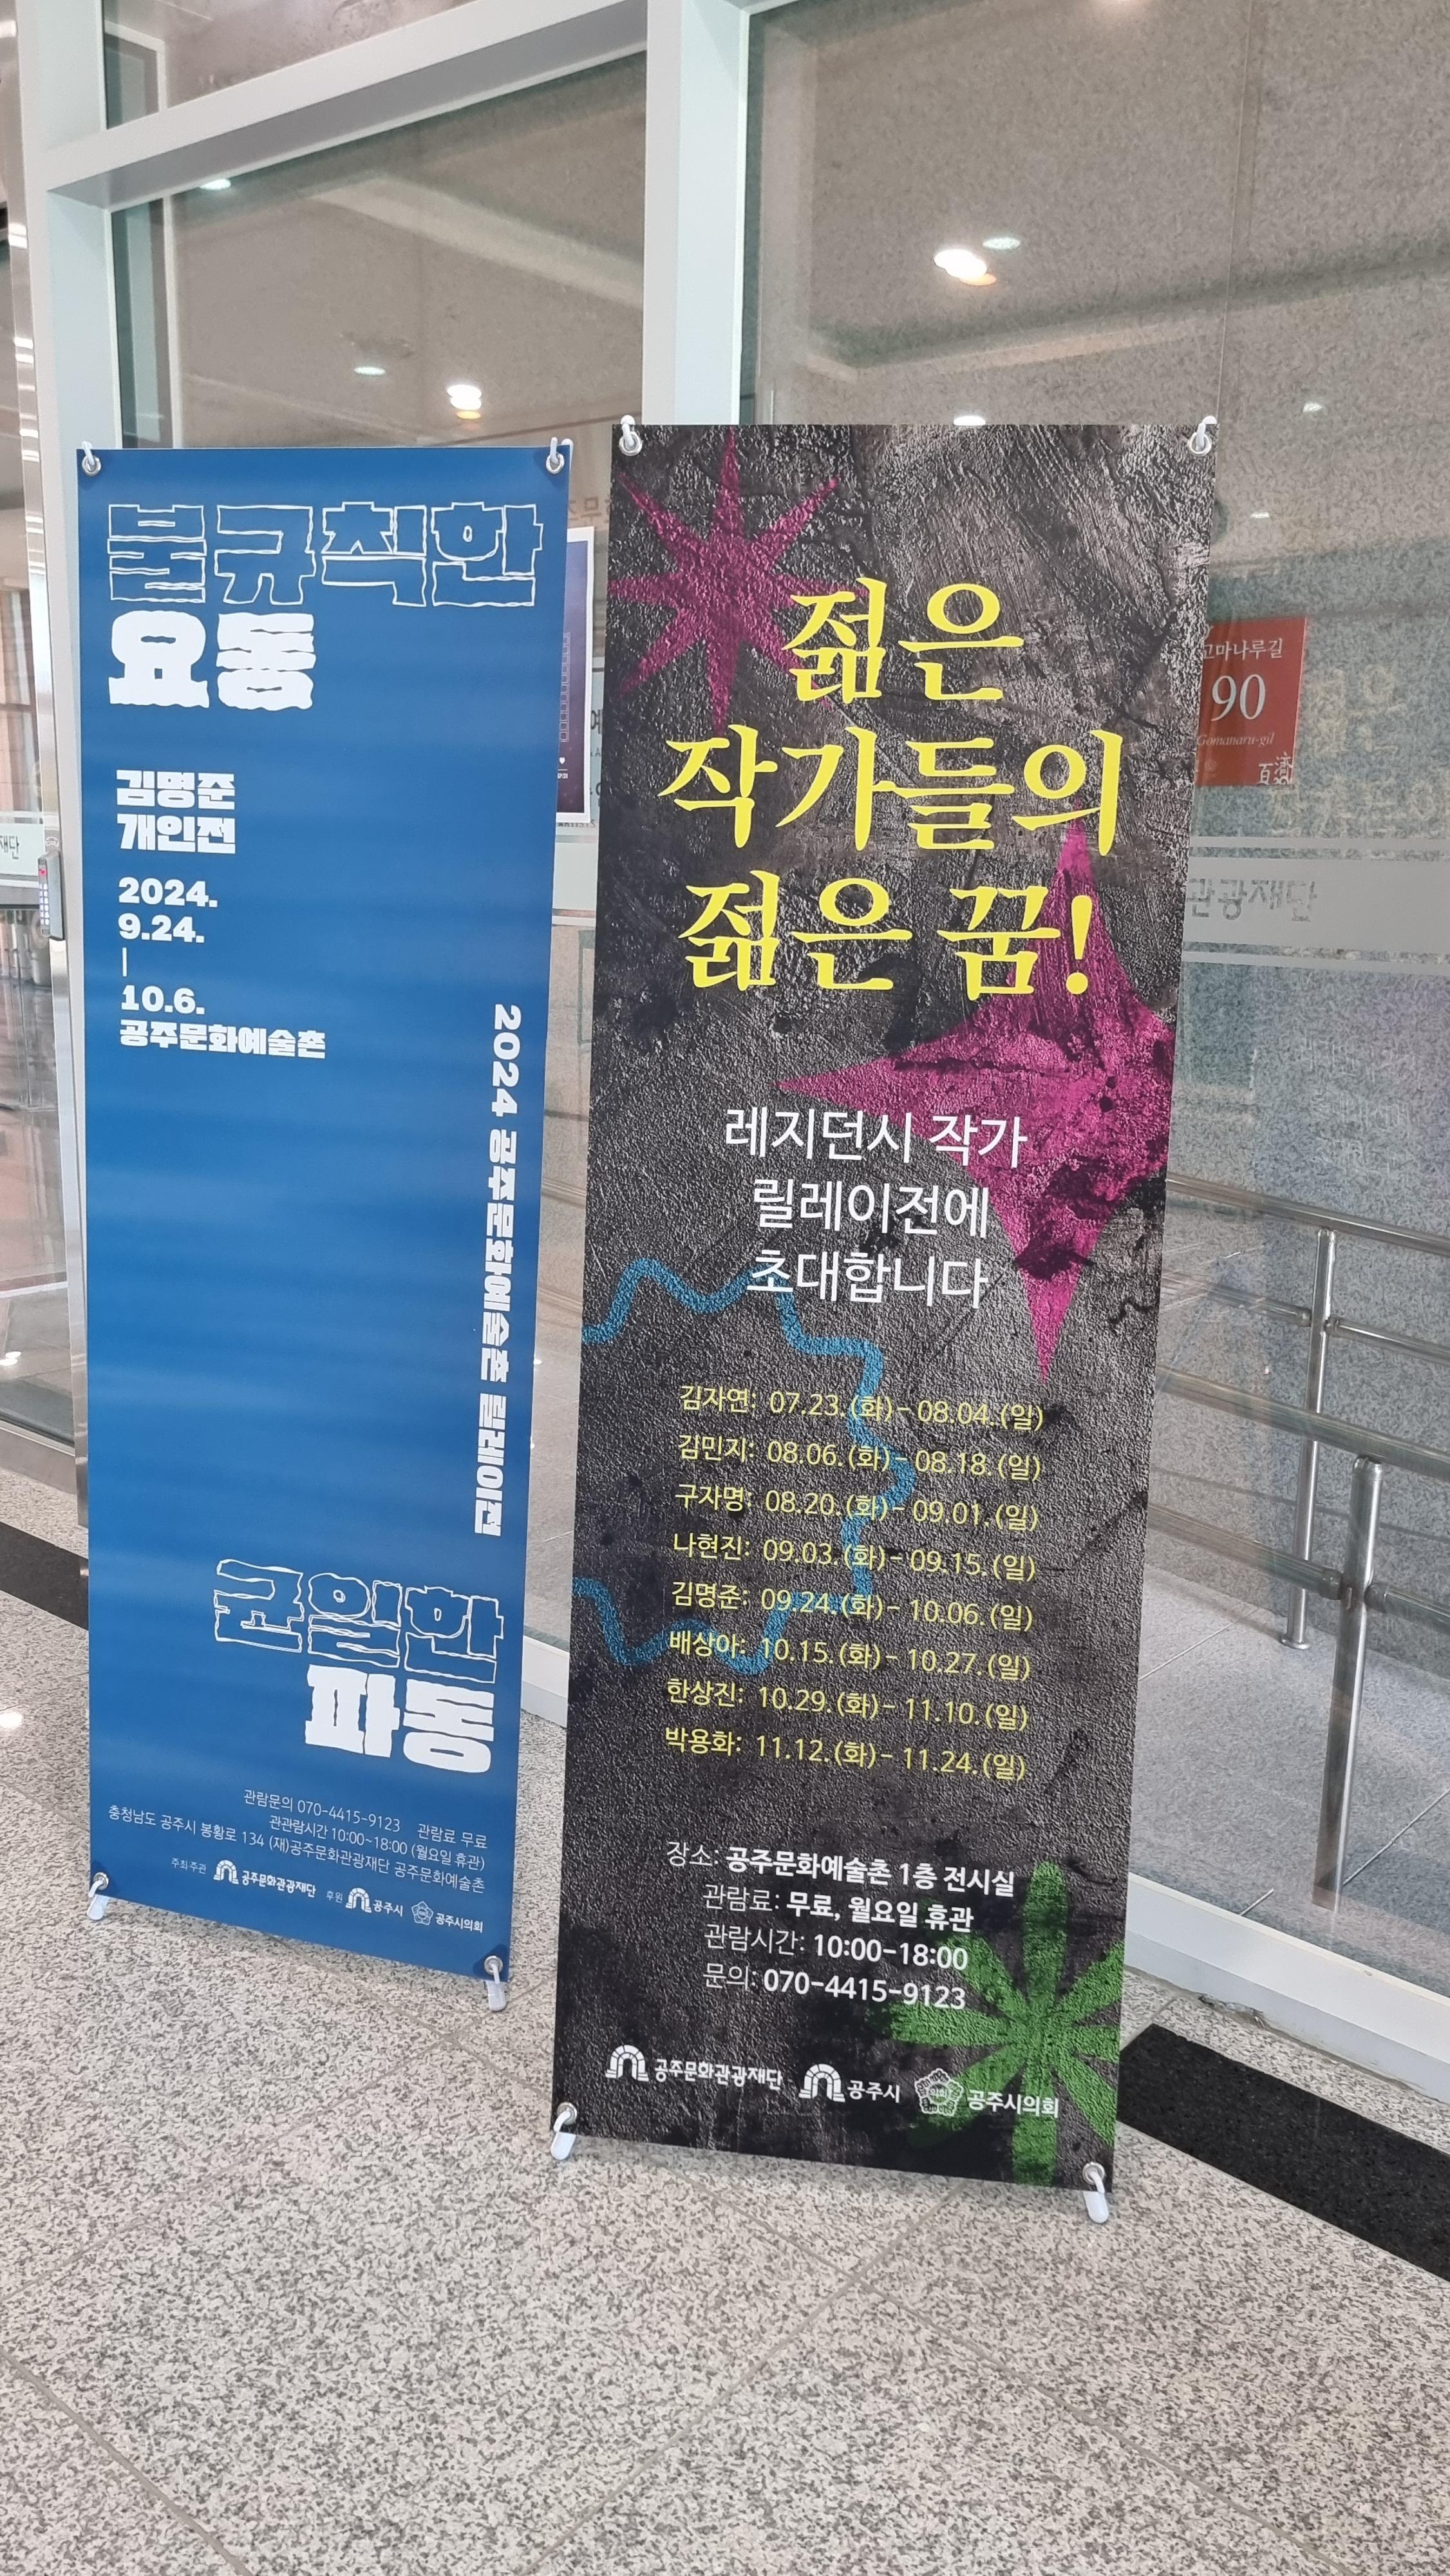 불규칙한
요동
김명준
개인전
2024.
9.24.
|
10.6.
공주문화예술촌
2024 공주문화예술촌 릴레이전
균일한
파동
관람문의 070-4415-9123 관람료 무료
관관람시간 10:00~18:00 (월요일 휴관)
충청남도 공주시 봉황로 134 (재)공주문화관광재단 공주문화예술촌
주최주관 공주문화관광재단 후원 공주시 공주시의회
젊은
작가들의
젊은 꿈!
레지던시 작가
릴레이전에
초대합니다
김자연: 07.23.(화)- 08.04.(일)
김민지: 08.06.(화)- 08.18.(일)
구자명: 08.20.(화)- 09.01.(일)
나현진: 09.03.(화)- 09.15.(일)
김명준: 09.24.(화)- 10.06.(일)
배상아: 10.15.(화)- 10.27.(일)
한상진: 10.29.(화)- 11.10.(일)
박용화: 11.12.(화)- 11.24.(일)
장소: 공주문화예술촌 1층 전시실
관람료: 무료, 월요일 휴관
관람시간: 10:00-18:00
문의: 070-4415-9123
공주문화관광재단 공주시 의회 공주시의회
고마나루길
90
Gomanaru-gil
百濟
관광재단
재단